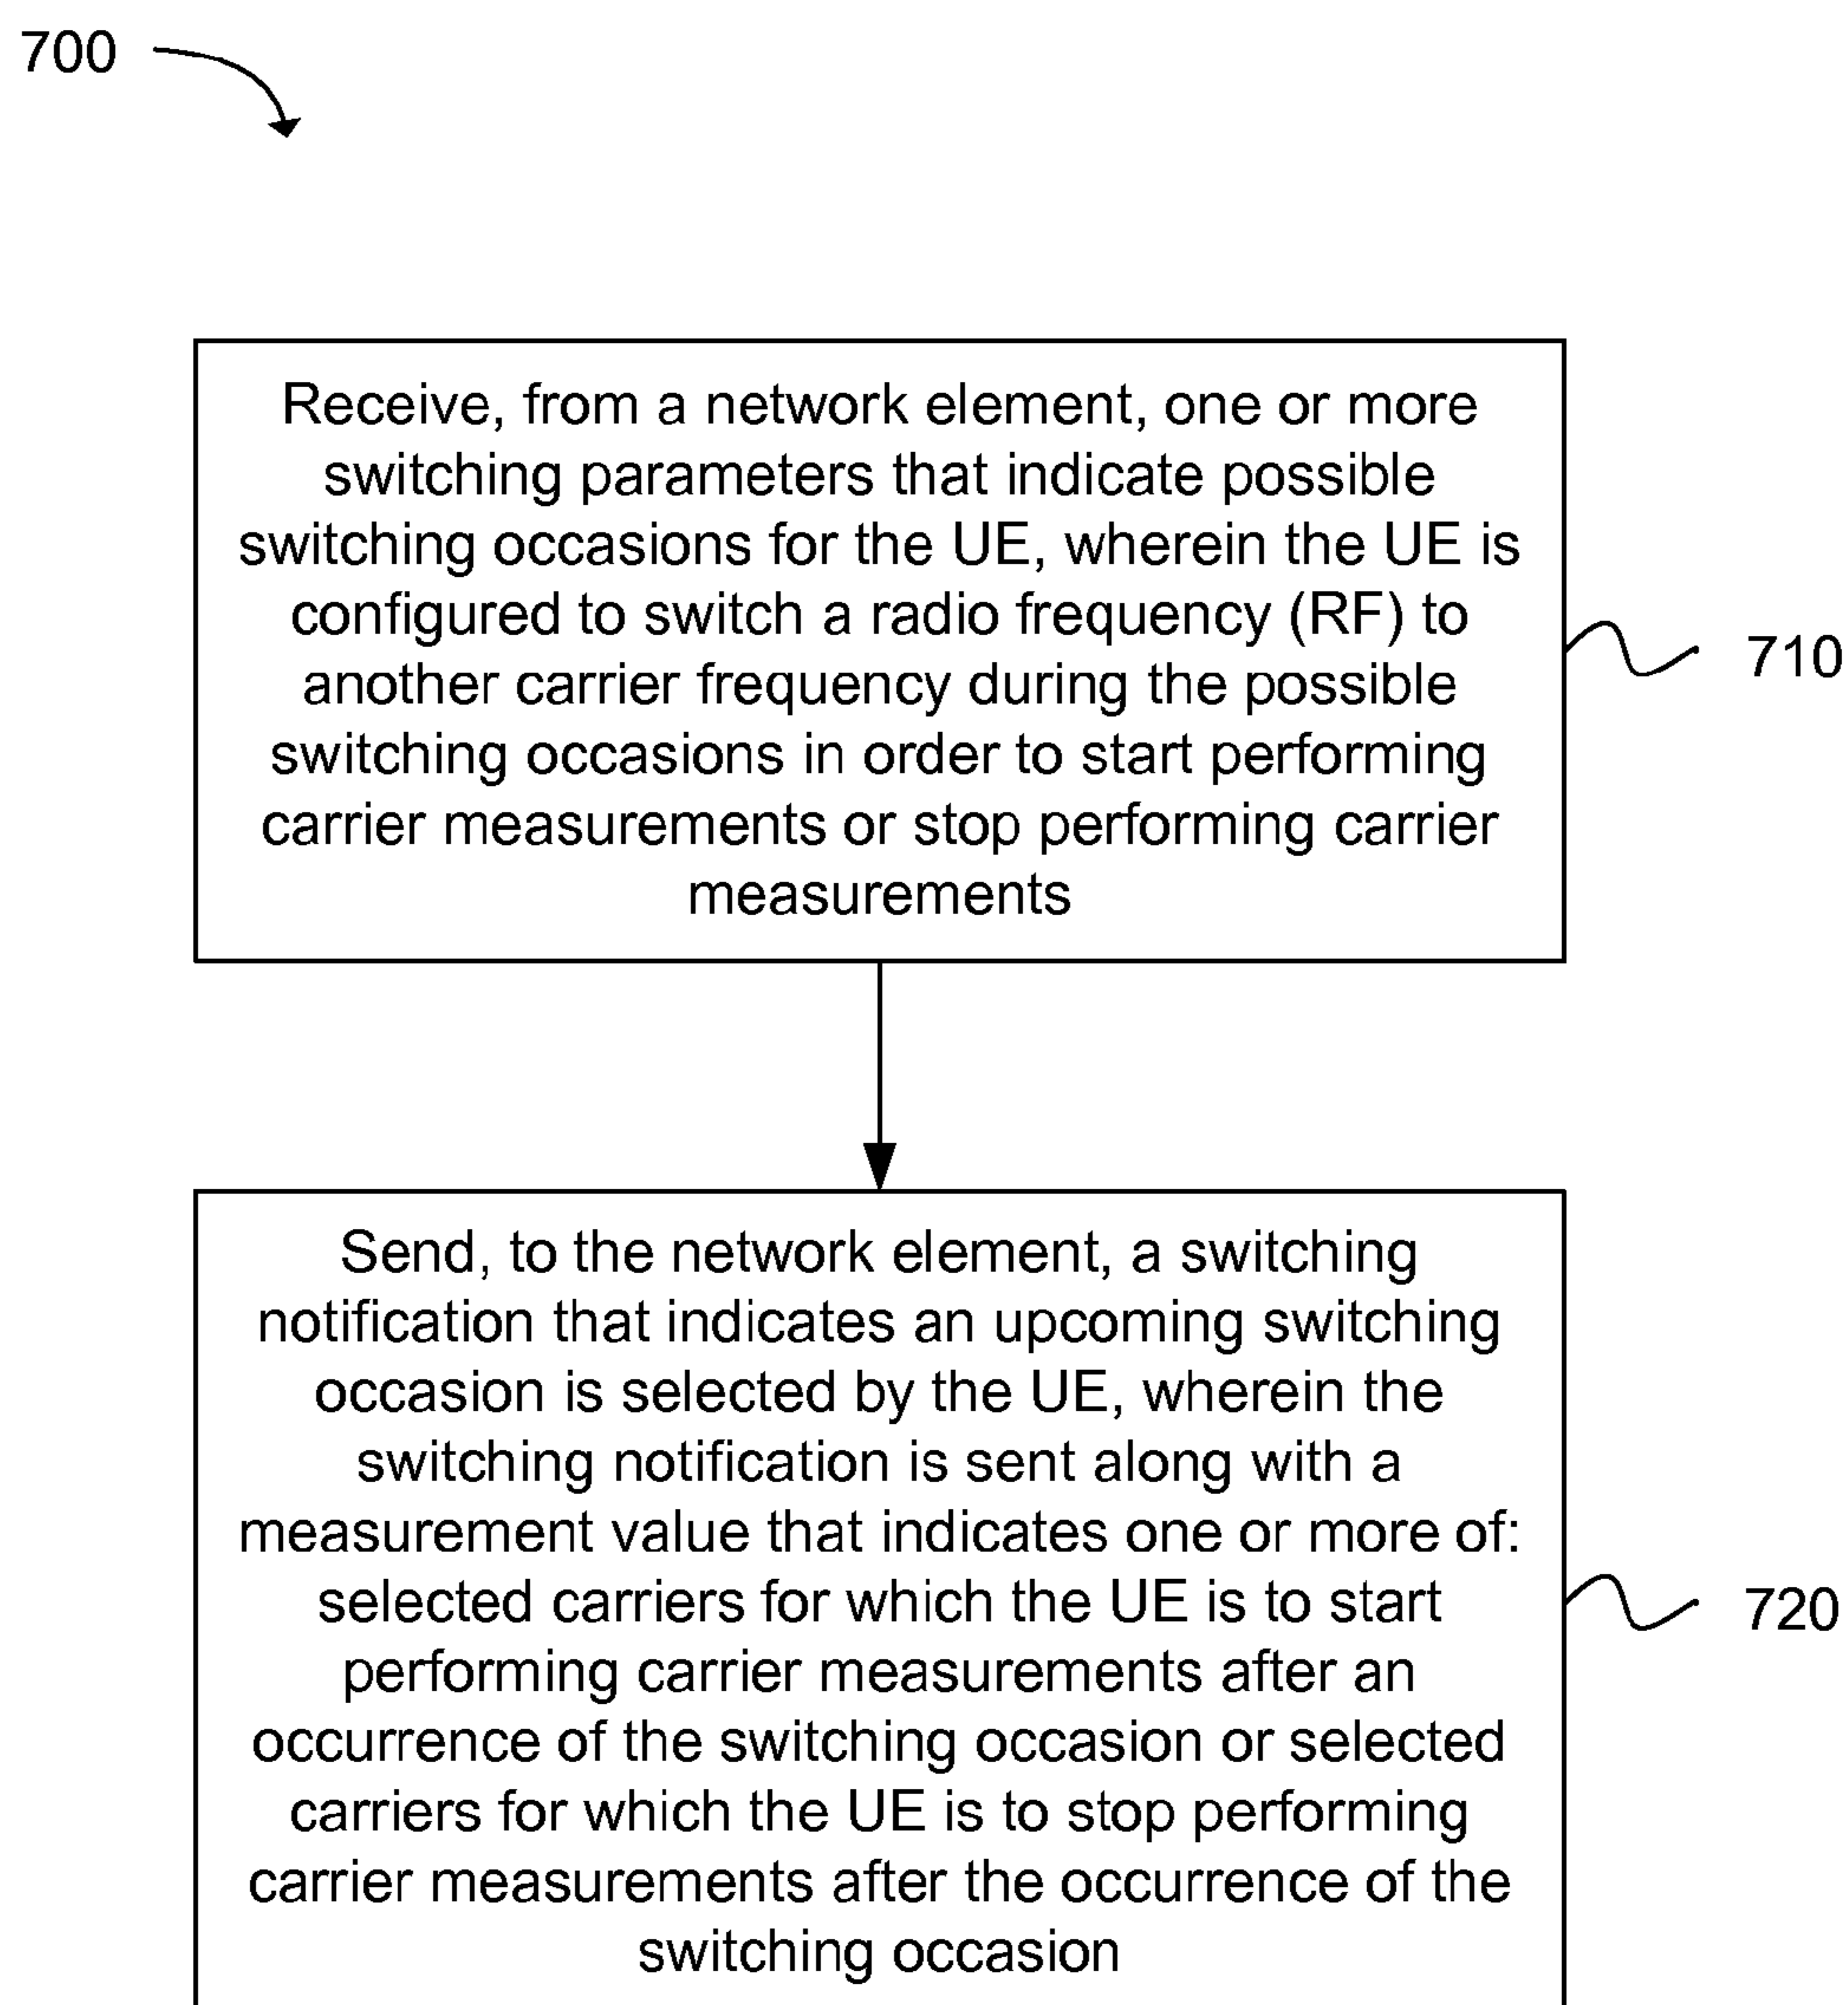 700
Receive, from a network element, one or more
switching parameters that indicate possible
switching occasions for the UE, wherein the UE is
configured to switch a radio frequency (RF) to
another carrier frequency during the possible
switching occasions in order to start performing
carrier measurements or stop performing carrier
measurements
710
Send, to the network element, a switching
notification that indicates an upcoming switching
occasion is selected by the UE, wherein the
switching notification is sent along with a
measurement value that indicates one or more of:
selected carriers for which the UE is to start
performing carrier measurements after an
occurrence of the switching occasion or selected
carriers for which the UE is to stop performing
carrier measurements after the occurrence of the
switching occasion
720